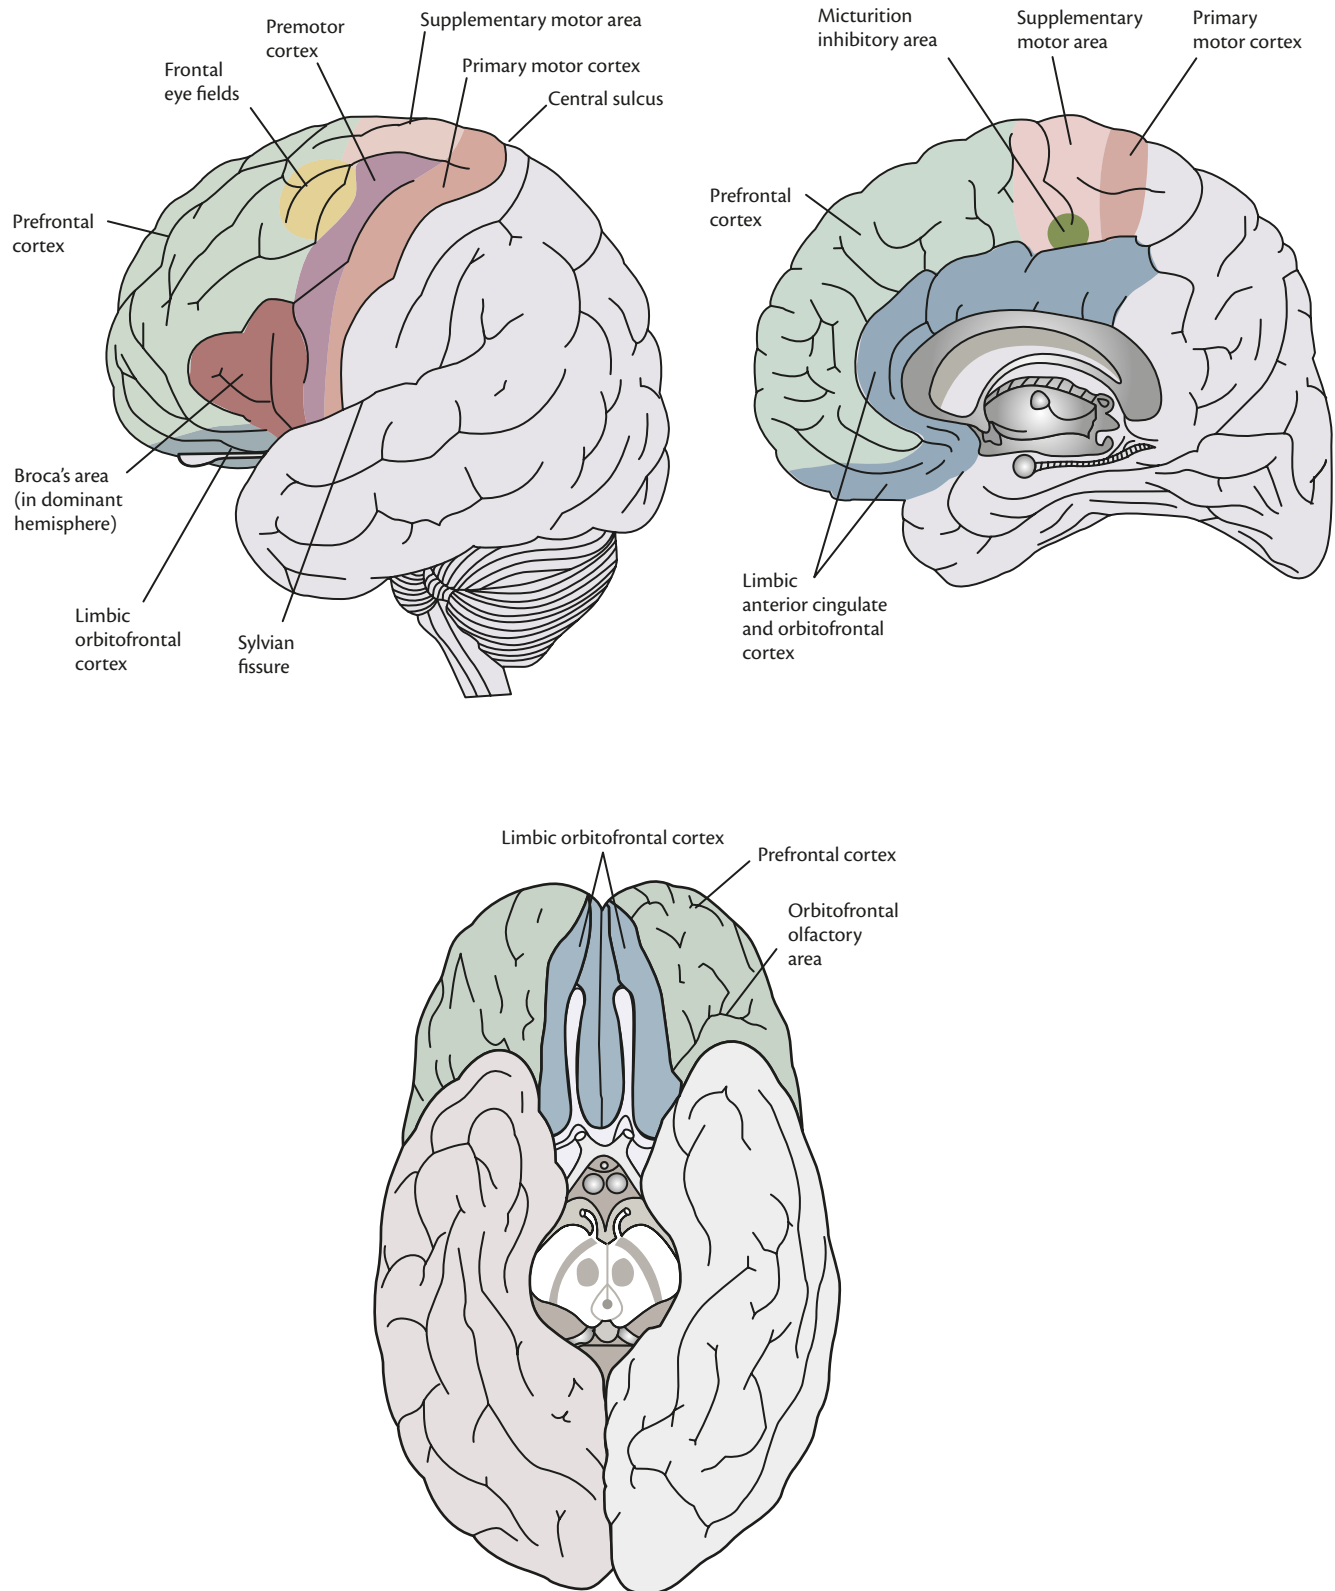 Supplementary motor area
Premotor
cortex
Primary motor cortex
Frontal
eye fields
Central sulcus
Prefrontal
cortex
Broca's area
(in dominant
hemisphere)
Limbic
orbitofrontal
cortex
Sylvian
fissure
Micturition
inhibitory area
Supplementary
motor area
Primary
motor cortex
Prefrontal
cortex
Limbic
anterior cingulate
and orbitofrontal
cortex
Limbic orbitofrontal cortex
Prefrontal cortex
Orbitofrontal
olfactory
area